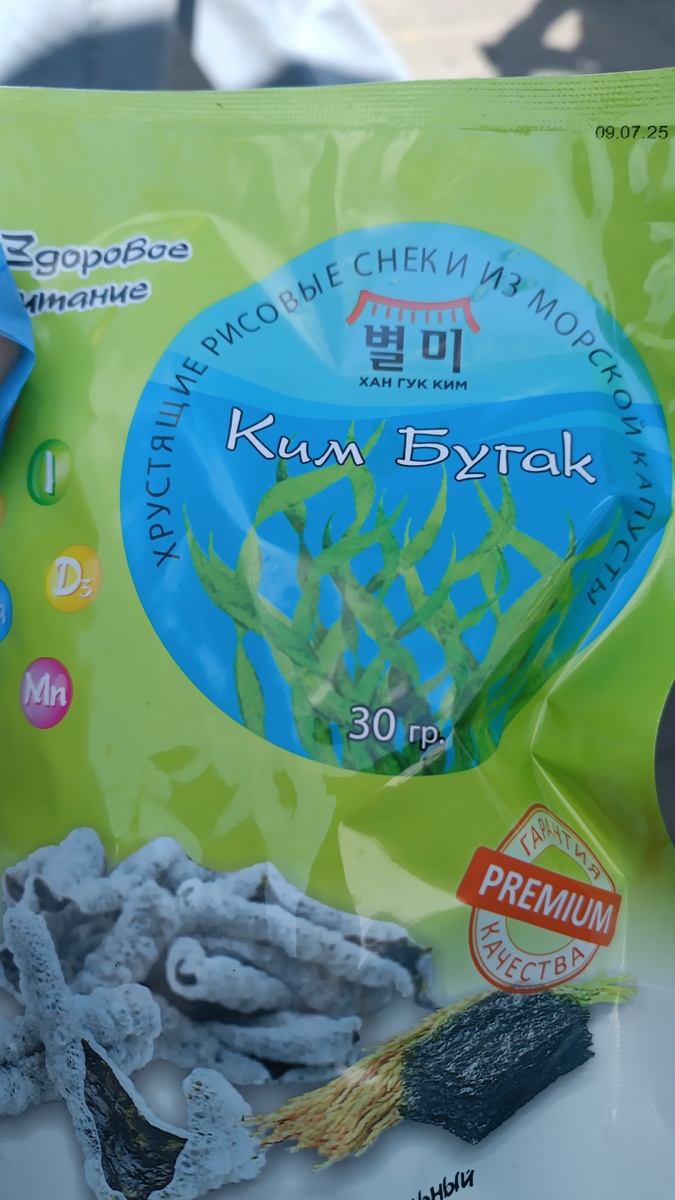 09.07.25
Здоровое
итание
ХРУСТЯЩИЕ РИСОВЫЕ СНЕКИ ИЗ МОРСКОЙ КАПУСТЫ
별미
ХАН ГУК КИМ
Ким Бугак
I
D3
Mn
30 гр.
ГАРАНТИЯ
PREMIUM
КАЧЕСТВА